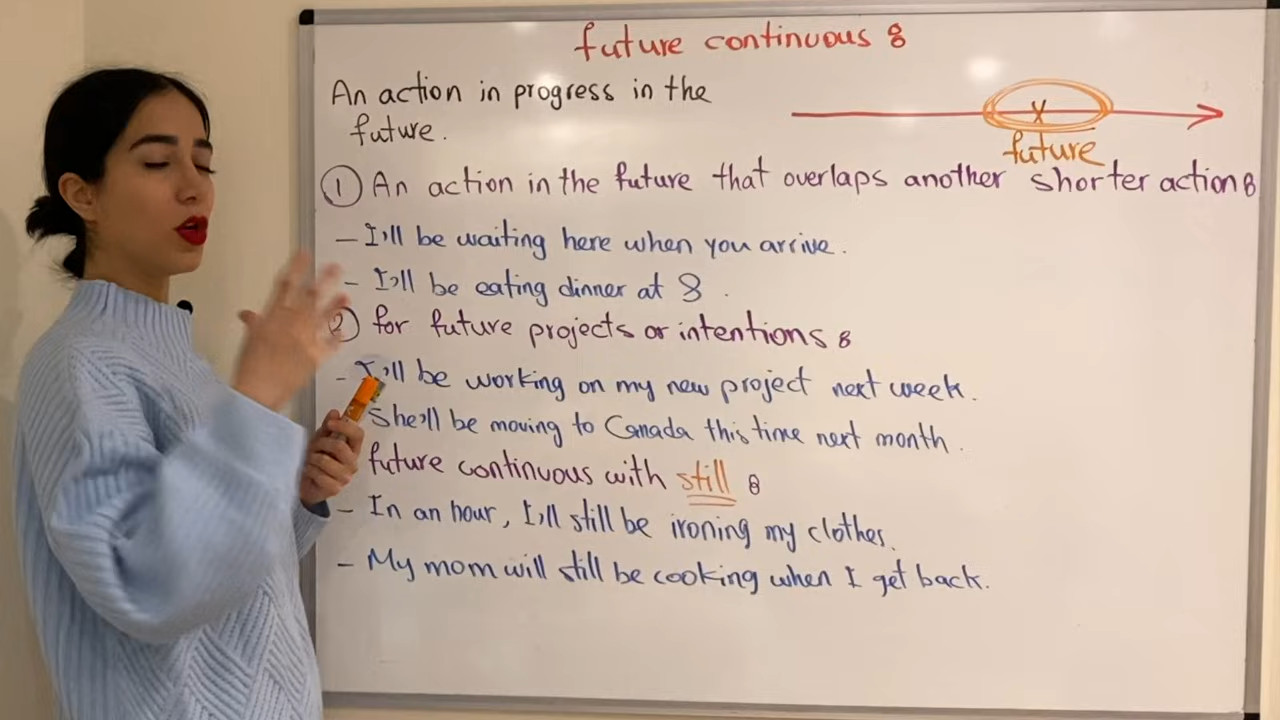 future continuous :
An action in progress in the
future.
x
future
① An action in the future that overlaps another shorter action :
- I'll be waiting here when you arrive.
- I'll be eating dinner at 8.
② for future projects or intentions :
- I'll be working on my new project next week.
She'll be moving to Canada this time next month.
future continuous with still :
- In an hour, I'll still be ironing my clothes.
- My mom will still be cooking when I get back.